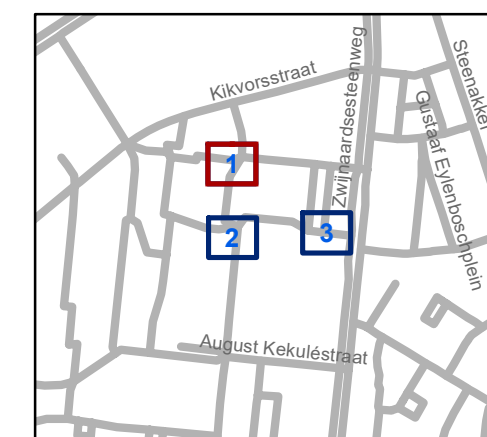 Kikvorsstraat
Zwijnaardsesteenweg
Steenakker
Gustaaf Eylenboschplein
1
2
3
August Kekuléstraat